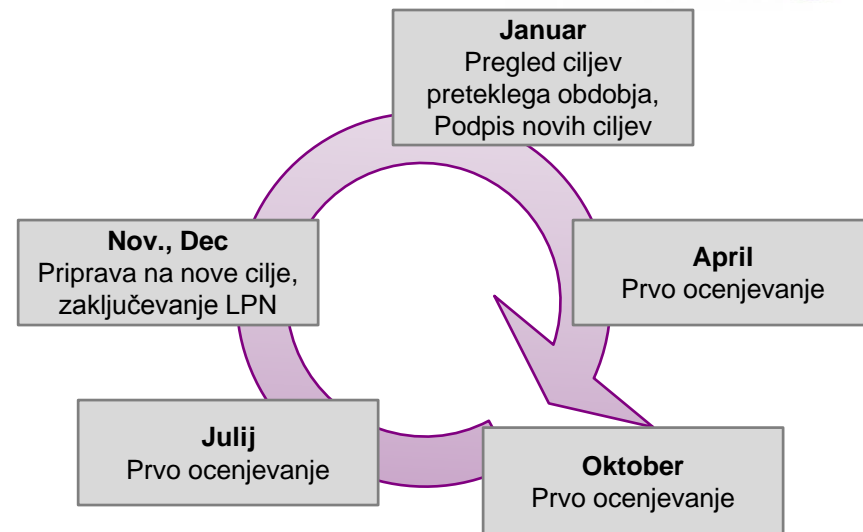 Januar
Pregled ciljev
preteklega obdobja,
Podpis novih ciljev
Nov., Dec
Priprava na nove cilje,
zaključevanje LPN
April
Prvo ocenjevanje
Julij
Prvo ocenjevanje
Oktober
Prvo ocenjevanje